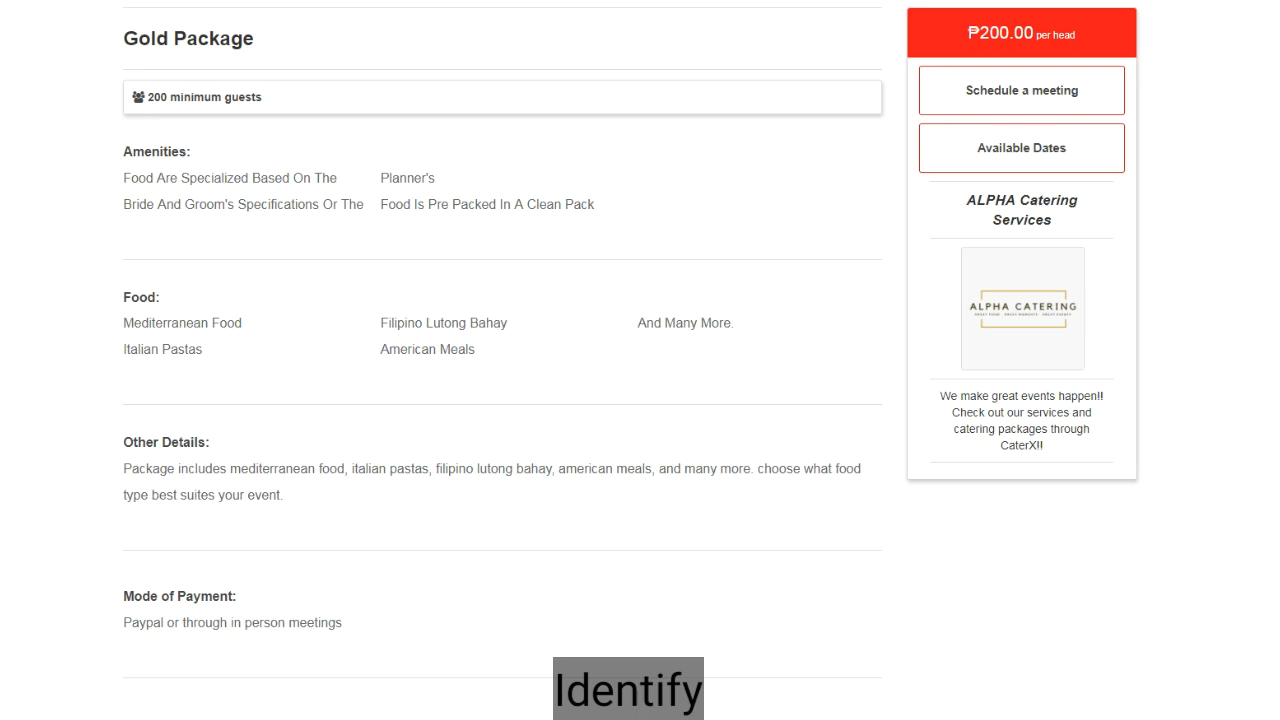 Gold Package
200 minimum guests
Amenities:
Food Are Specialized Based On The
Planner's
Bride And Groom's Specifications Or The
Food Is Pre Packed In A Clean Pack
Food:
Mediterranean Food
Filipino Lutong Bahay
And Many More.
Italian Pastas
American Meals
Other Details:
Package includes mediterranean food, italian pastas, filipino lutong bahay, american meals, and many more. choose what food
type best suites your event.
Mode of Payment:
Paypal or through in person meetings
₱200.00 per head
Schedule a meeting
Available Dates
ALPHA Catering
Services
ALPHA CATERING
We make great events happen!!
Check out our services and
catering packages through
CaterX!!
Identify